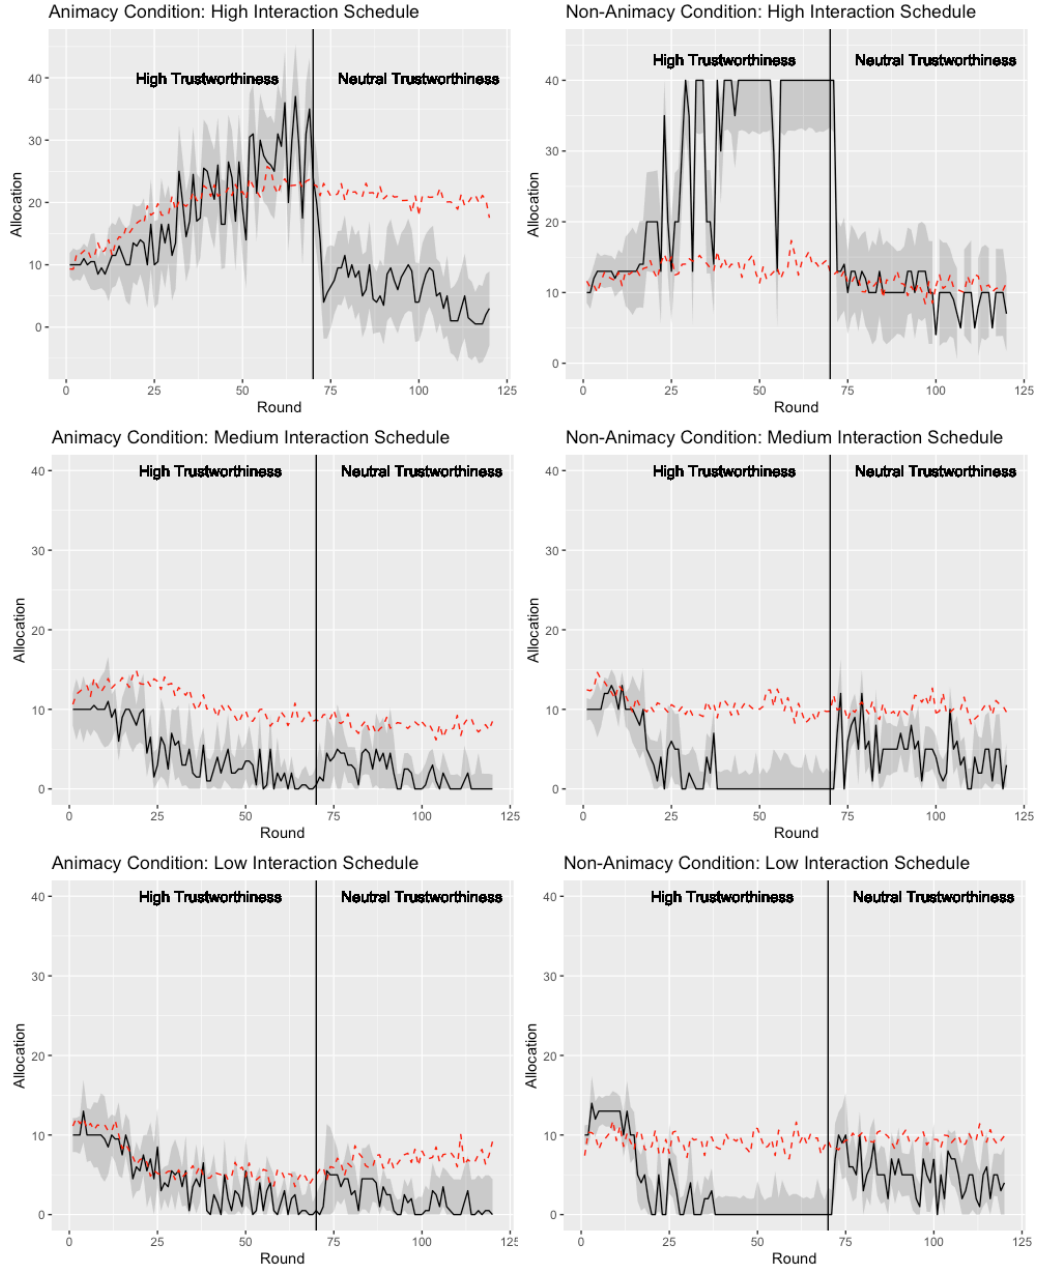 Animacy Condition: High Interaction Schedule
High Trustworthiness
Neutral Trustworthiness
40
30
20
10
0
Allocation
0
25
50
75
100
125
Round
Non-Animacy Condition: High Interaction Schedule
High Trustworthiness
Neutral Trustworthiness
40
30
20
10
0
Allocation
0
25
50
75
100
125
Round
Animacy Condition: Medium Interaction Schedule
High Trustworthiness
Neutral Trustworthiness
40
30
20
10
0
Allocation
0
25
50
75
100
125
Round
Non-Animacy Condition: Medium Interaction Schedule
High Trustworthiness
Neutral Trustworthiness
40
30
20
10
0
Allocation
0
25
50
75
100
125
Round
Animacy Condition: Low Interaction Schedule
High Trustworthiness
Neutral Trustworthiness
40
30
20
10
0
Allocation
0
25
50
75
100
125
Round
Non-Animacy Condition: Low Interaction Schedule
High Trustworthiness
Neutral Trustworthiness
40
30
20
10
0
Allocation
0
25
50
75
100
125
Round